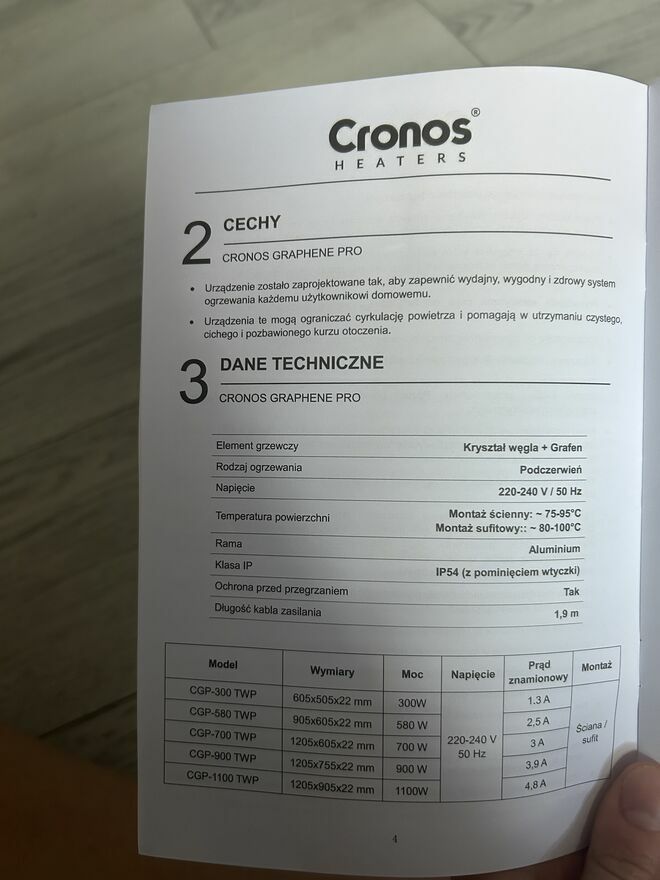 Cronos®
HEATERS
2 CECHY
CRONOS GRAPHENE PRO
• Urządzenie zostało zaprojektowane tak, aby zapewnić wydajny, wygodny i zdrowy system
ogrzewania każdemu użytkownikowi domowemu.
• Urządzenia te mogą ograniczać cyrkulację powietrza i pomagają w utrzymaniu czystego,
cichego i pozbawionego kurzu otoczenia.
3 DANE TECHNICZNE
CRONOS GRAPHENE PRO
Element grzewczy Kryształ węgla + Grafen
Rodzaj ogrzewania Podczerwień
Napięcie 220-240 V / 50 Hz
Temperatura powierzchni Montaż ścienny: ~ 75-95°C
Montaż sufitowy:: ~ 80-100°C
Rama Aluminium
Klasa IP IP54 (z pominięciem wtyczki)
Ochrona przed przegrzaniem Tak
Długość kabla zasilania 1,9 m
Model Wymiary Moc Napięcie Prąd znamionowy Montaż
CGP-300 TWP 605x505x22 mm 300W 220-240 V 50 Hz 1.3 A Ściana / sufit
CGP-580 TWP 905x605x22 mm 580 W 2,5 A
CGP-700 TWP 1205x605x22 mm 700 W 3 A
CGP-900 TWP 1205x755x22 mm 900 W 3,9 A
CGP-1100 TWP 1205x905x22 mm 1100W 4,8 A
4